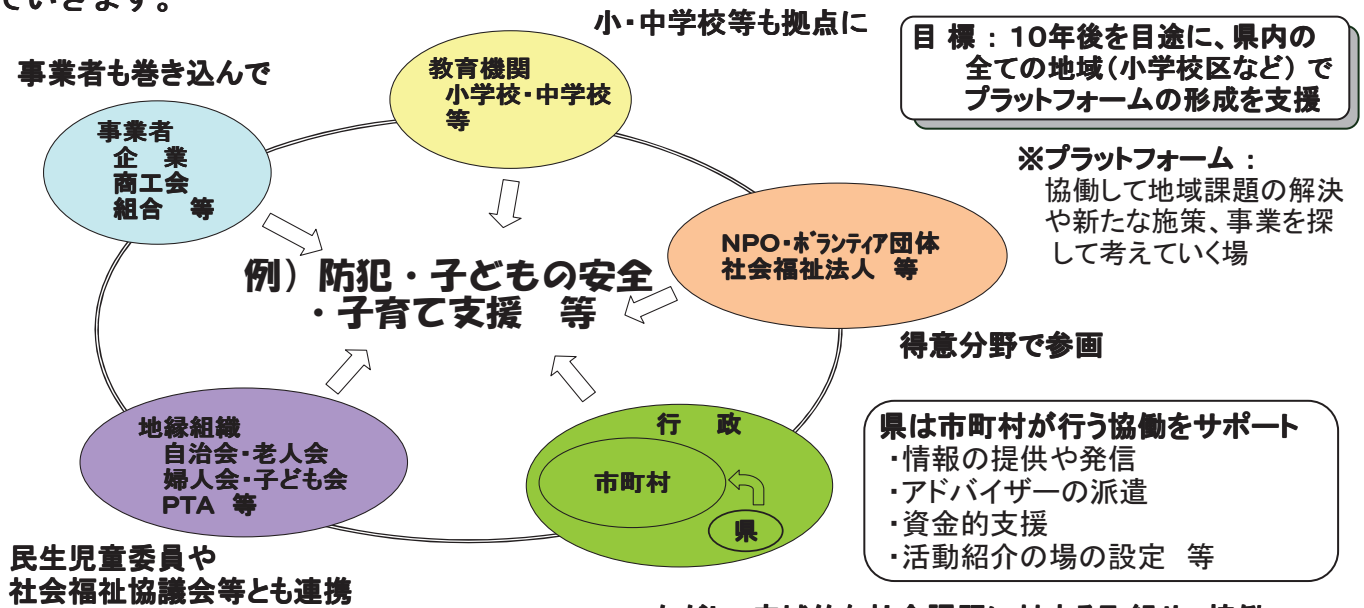 ていきます。
小・中学校等も拠点に
目 標 ： 10年後を目途に、県内の
全ての地域（小学校区など）で
プラットフォームの形成を支援
事業者も巻き込んで
教育機関
小学校・中学校
等
事業者
企　業
商工会
組合　等
※プラットフォーム ：
協働して地域課題の解決
や新たな施策、事業を探
して考えていく場
NPO・ボランティア団体
社会福祉法人　等
例）防犯・子どもの安全
・子育て支援　等
得意分野で参画
地縁組織
自治会・老人会
婦人会・子ども会
PTA　等
行　政
市町村
県
県は市町村が行う協働をサポート
・情報の提供や発信
・アドバイザーの派遣
・資金的支援
・活動紹介の場の設定　等
民生児童委員や
社会福祉協議会等とも連携